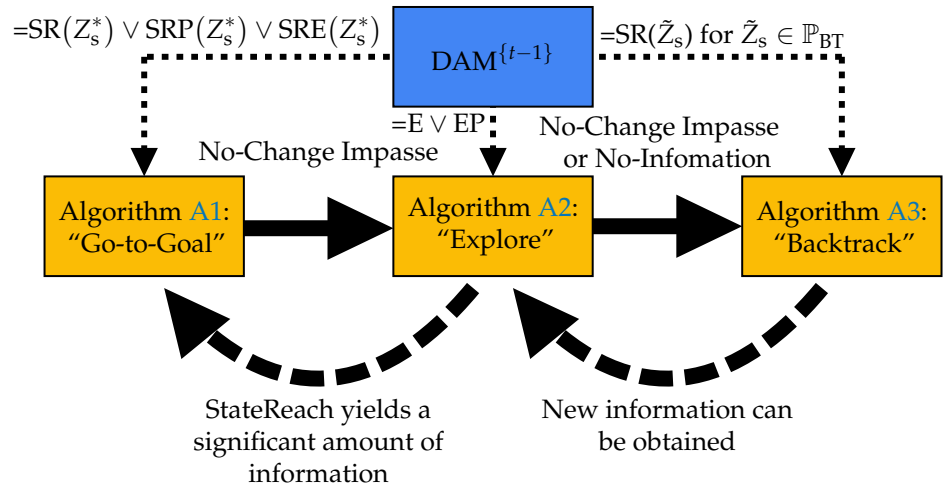 =SR(Z*ₛ) ∨ SRP(Z*ₛ) ∨ SRE(Z*ₛ)
DAM^{t−1}
=SR(Z̃ₛ) for Z̃ₛ ∈ ℙ_BT
=E ∨ EP
No-Change Impasse
No-Change Impasse
or No-Infomation
Algorithm A1:
“Go-to-Goal”
Algorithm A2:
“Explore”
Algorithm A3:
“Backtrack”
StateReach yields a
significant amount of
information
New information can
be obtained